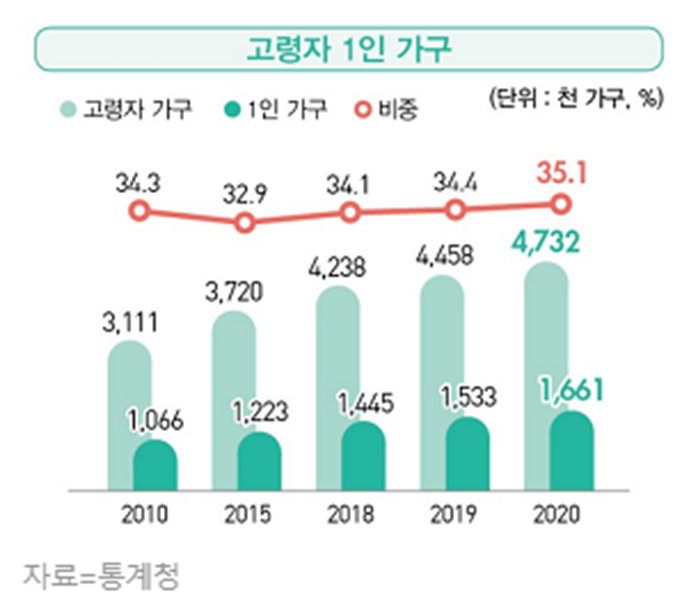 고령자 1인 가구
(단위 : 천 가구, %)
고령자 가구 1인 가구 비중
34.3 32.9 34.1 34.4 35.1
3,111 3,720 4,238 4,458 4,732
1,066 1,223 1,445 1,533 1,661
2010 2015 2018 2019 2020
자료=통계청